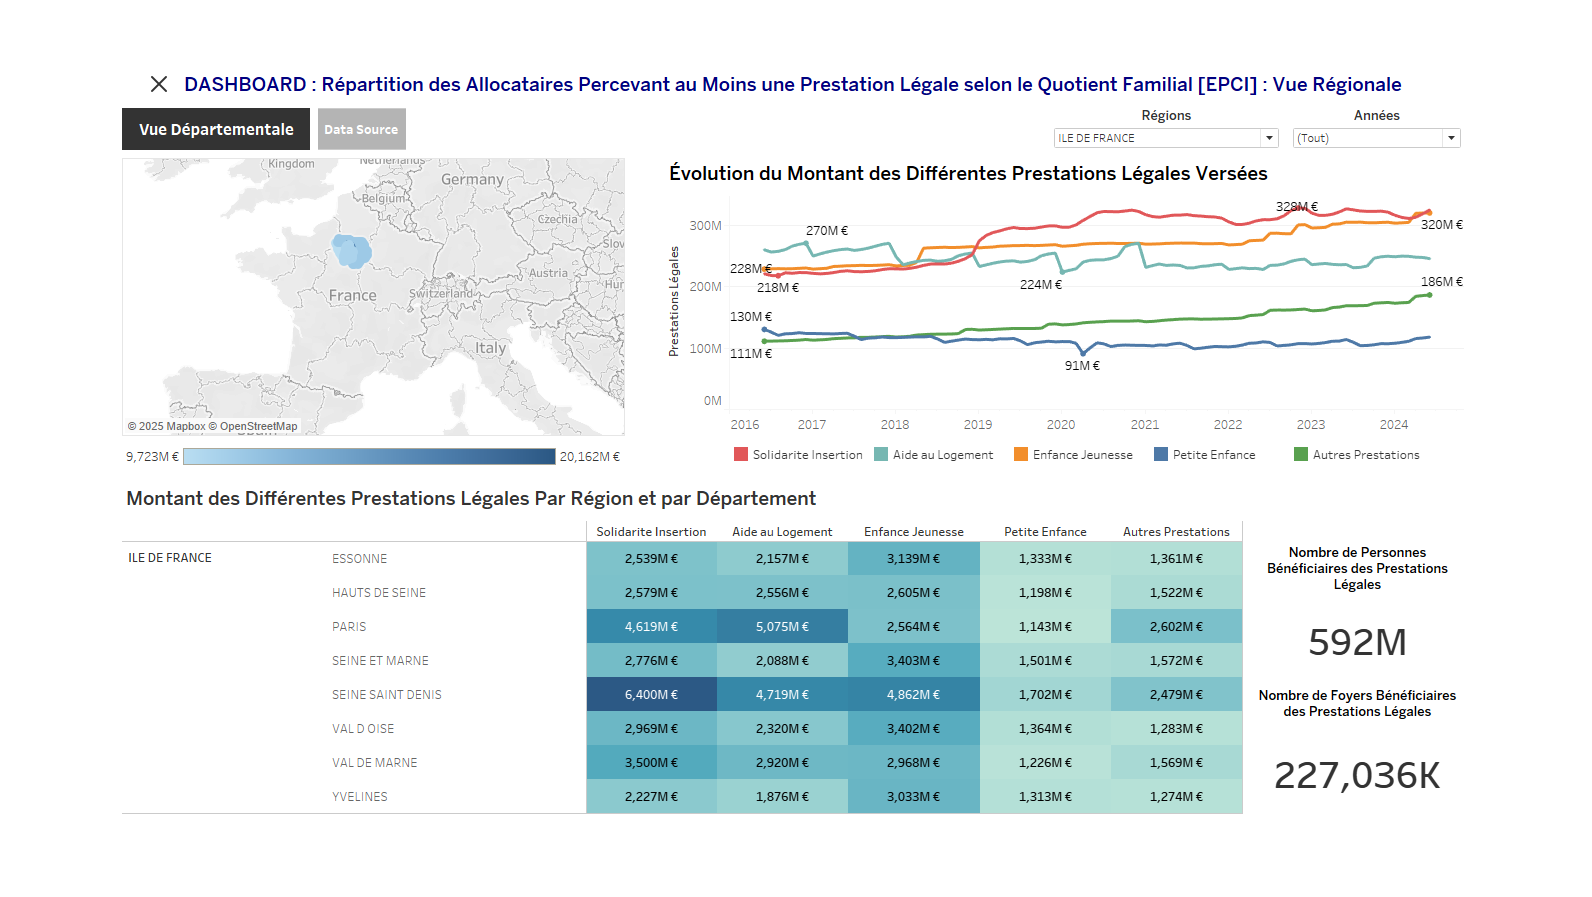 DASHBOARD : Répartition des Allocataires Percevant au Moins une Prestation Légale selon le Quotient Familial [EPCI] : Vue Régionale
Vue Départementale
Data Source
Régions
Années
ILE DE FRANCE
(Tout)
Kingdom
Netherlands
Germany
Belgium
Czechia
Slov
Austria
Hur
France
Switzerland
Italy
© 2025 Mapbox © OpenStreetMap
9,723M €
20,162M €
Évolution du Montant des Différentes Prestations Légales Versées
Prestations Légales
300M
200M
100M
0M
270M €
328M €
320M €
228M €
218M €
224M €
186M €
130M €
111M €
91M €
2016 2017 2018 2019 2020 2021 2022 2023 2024
Solidarite Insertion Aide au Logement Enfance Jeunesse Petite Enfance Autres Prestations
Montant des Différentes Prestations Légales Par Région et par Département
Solidarite Insertion Aide au Logement Enfance Jeunesse Petite Enfance Autres Prestations
ILE DE FRANCE ESSONNE 2,539M € 2,157M € 3,139M € 1,333M € 1,361M €
HAUTS DE SEINE 2,579M € 2,556M € 2,605M € 1,198M € 1,522M €
PARIS 4,619M € 5,075M € 2,564M € 1,143M € 2,602M €
SEINE ET MARNE 2,776M € 2,088M € 3,403M € 1,501M € 1,572M €
SEINE SAINT DENIS 6,400M € 4,719M € 4,862M € 1,702M € 2,479M €
VAL D OISE 2,969M € 2,320M € 3,402M € 1,364M € 1,283M €
VAL DE MARNE 3,500M € 2,920M € 2,968M € 1,226M € 1,569M €
YVELINES 2,227M € 1,876M € 3,033M € 1,313M € 1,274M €
Nombre de Personnes
Bénéficiaires des Prestations
Légales
592M
Nombre de Foyers Bénéficiaires
des Prestations Légales
227,036K